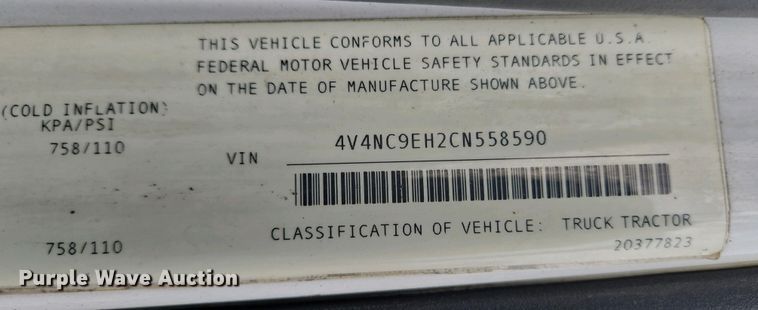 THIS VEHICLE CONFORMS TO ALL APPLICABLE U.S.A.
FEDERAL MOTOR VEHICLE SAFETY STANDARDS IN EFFECT
ON THE DATE OF MANUFACTURE SHOWN ABOVE.
(COLD INFLATION)
KPA/PSI
758/110
VIN 4V4NC9EH2CN558590
CLASSIFICATION OF VEHICLE: TRUCK TRACTOR
758/110
20377823
Purple Wave Auction